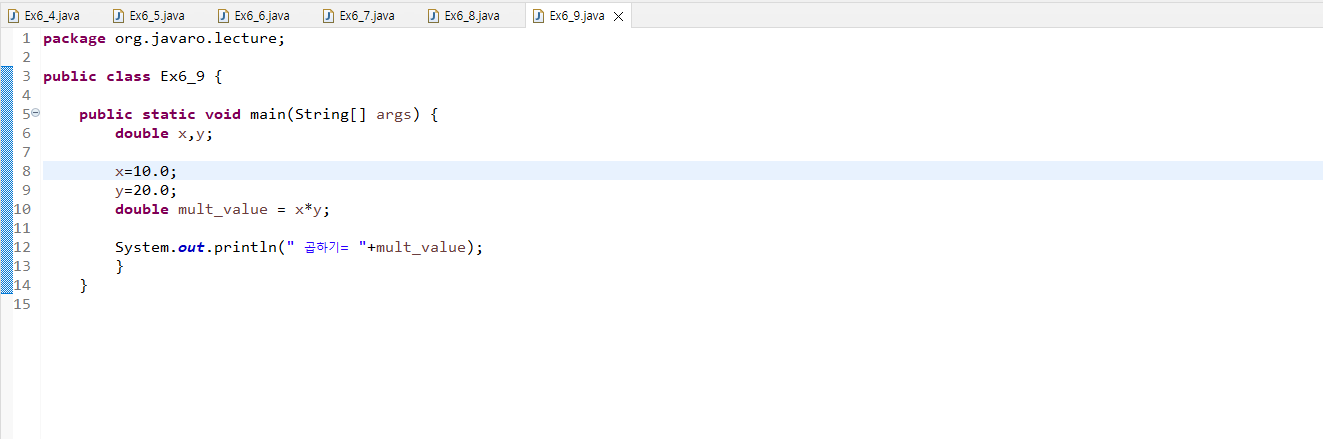 Ex6_4.java Ex6_5.java Ex6_6.java Ex6_7.java Ex6_8.java Ex6_9.java
1 package org.javaro.lecture;
2
3 public class Ex6_9 {
4
5 public static void main(String[] args) {
6 double x,y;
7
8 x=10.0;
9 y=20.0;
10 double mult_value = x*y;
11
12 System.out.println(" 곱하기= "+mult_value);
13 }
14 }
15